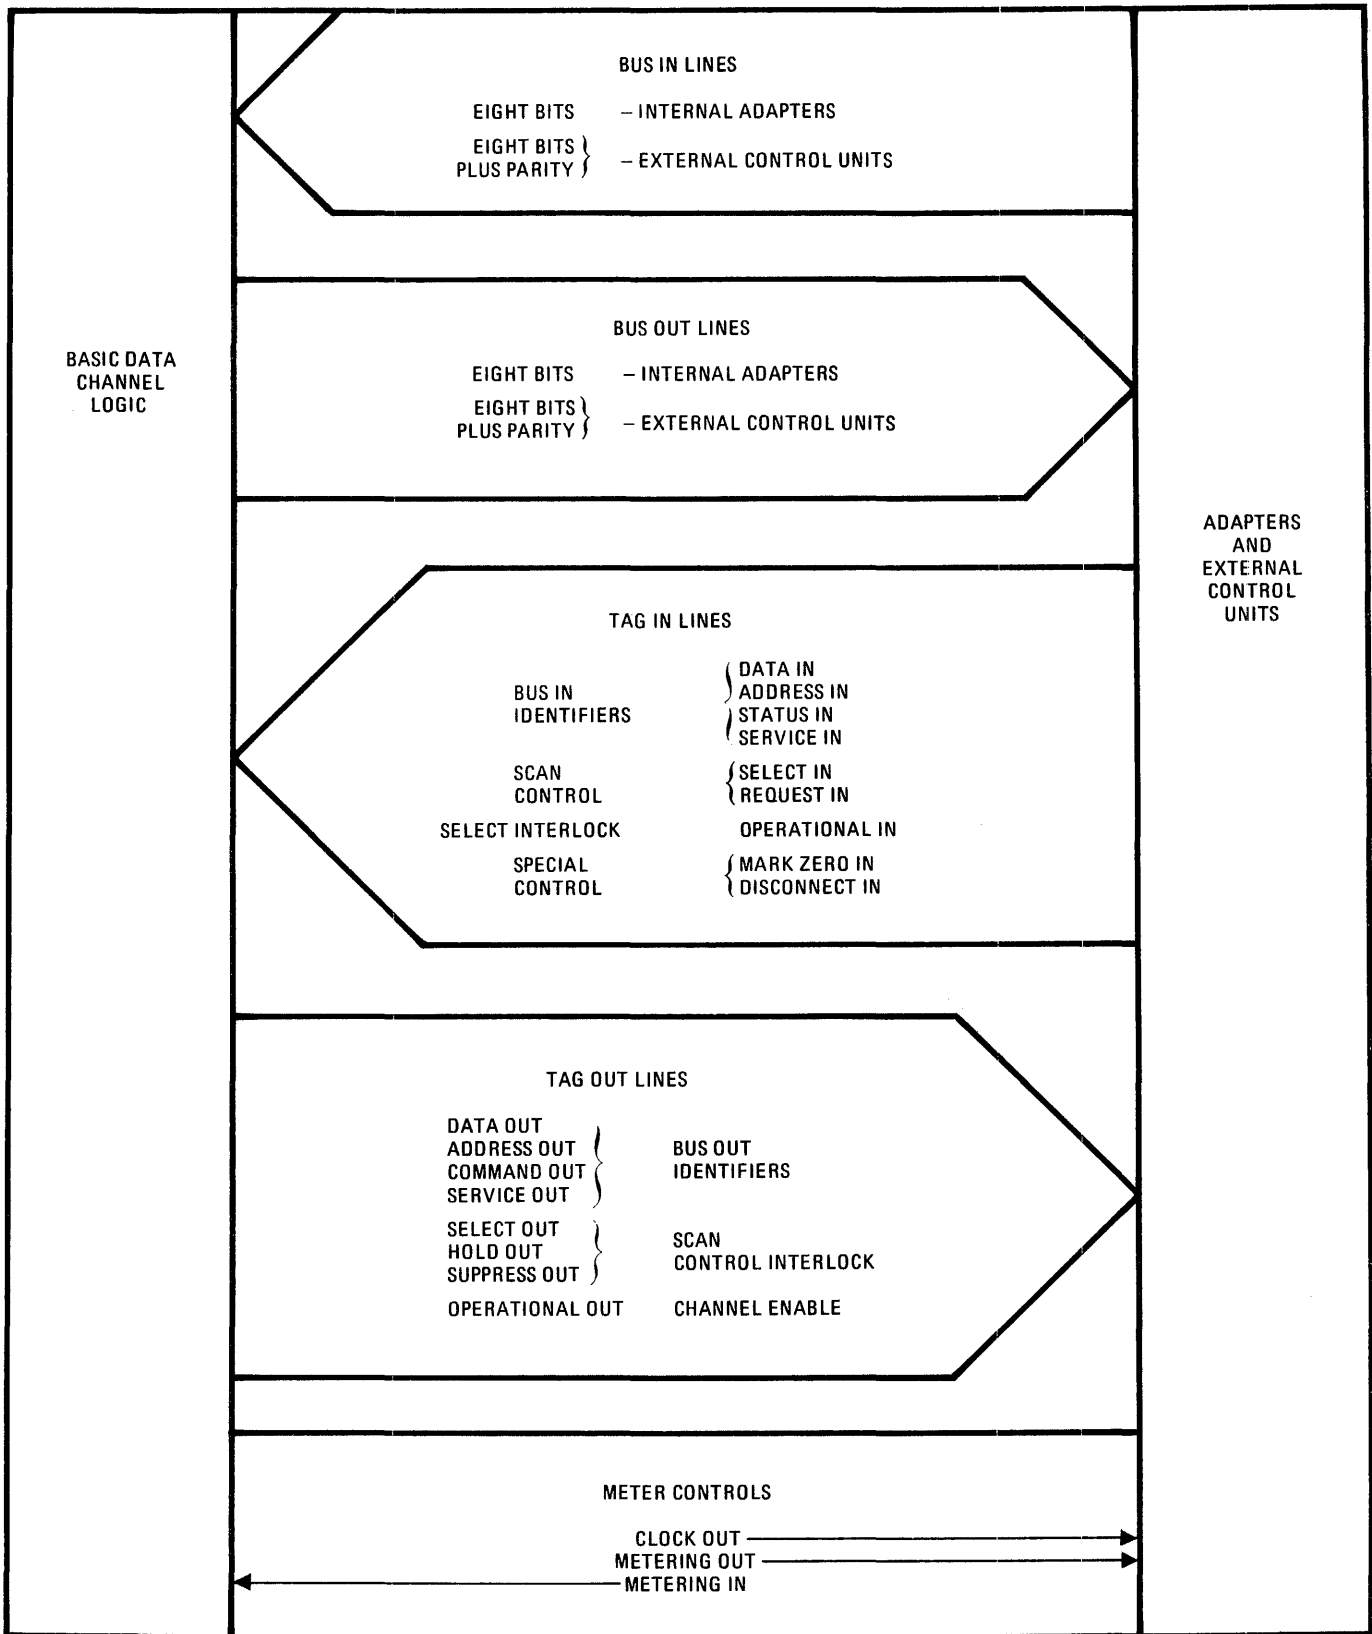 BUS IN LINES
EIGHT BITS – INTERNAL ADAPTERS
EIGHT BITS
PLUS PARITY – EXTERNAL CONTROL UNITS
BUS OUT LINES
EIGHT BITS – INTERNAL ADAPTERS
EIGHT BITS
PLUS PARITY – EXTERNAL CONTROL UNITS
BASIC DATA
CHANNEL
LOGIC
ADAPTERS
AND
EXTERNAL
CONTROL
UNITS
TAG IN LINES
BUS IN
IDENTIFIERS
DATA IN
ADDRESS IN
STATUS IN
SERVICE IN
SCAN
CONTROL
SELECT IN
REQUEST IN
SELECT INTERLOCK OPERATIONAL IN
SPECIAL
CONTROL
MARK ZERO IN
DISCONNECT IN
TAG OUT LINES
DATA OUT
ADDRESS OUT
COMMAND OUT
SERVICE OUT
BUS OUT
IDENTIFIERS
SELECT OUT
HOLD OUT
SUPPRESS OUT
SCAN
CONTROL INTERLOCK
OPERATIONAL OUT CHANNEL ENABLE
METER CONTROLS
CLOCK OUT
METERING OUT
METERING IN